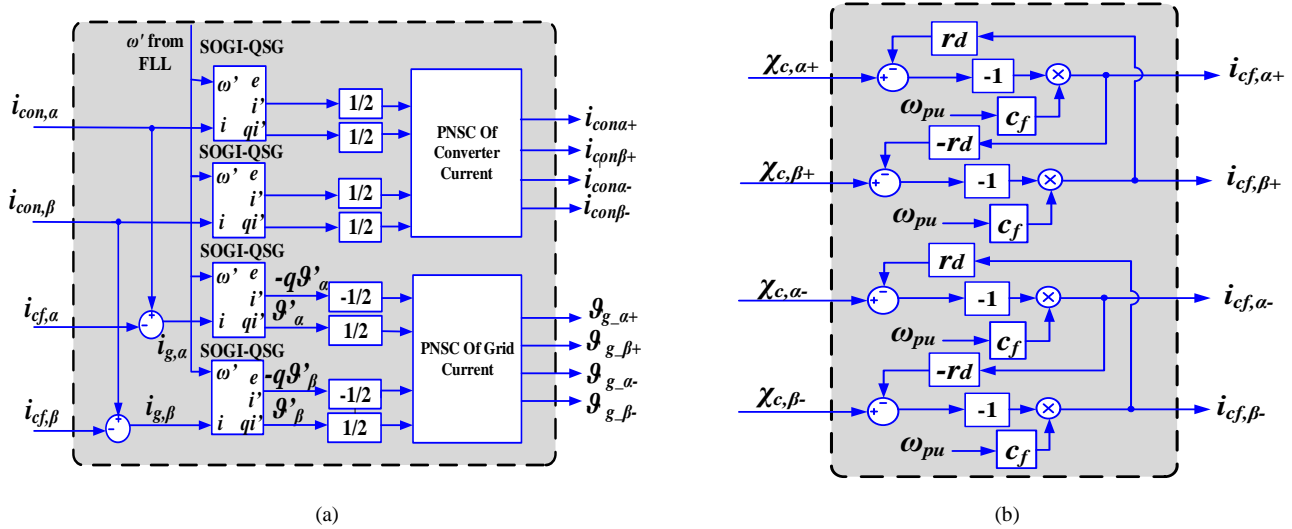 ω' from
FLL
SOGI-QSG
ω' e
i'
i qi'
1/2
1/2
i_con,α
SOGI-QSG
ω' e
i'
i qi'
1/2
1/2
i_con,β
PNSC Of
Converter
Current
i_conα+
i_conβ+
i_conα-
i_conβ-
SOGI-QSG
ω' e
i'
i qi'
-qϑ'_α
ϑ'_α
-1/2
1/2
i_cf,α
i_g,α
SOGI-QSG
ω' e
i'
i qi'
-qϑ'_β
ϑ'_β
-1/2
1/2
i_cf,β
i_g,β
PNSC Of Grid
Current
ϑ_g_α+
ϑ_g_β+
ϑ_g_α-
ϑ_g_β-
(a)
r_d
χ_c,α+
-1
i_cf,α+
ω_pu
c_f
-r_d
χ_c,β+
-1
i_cf,β+
ω_pu
c_f
r_d
χ_c,α-
-1
i_cf,α-
ω_pu
c_f
-r_d
χ_c,β-
-1
i_cf,β-
ω_pu
c_f
(b)